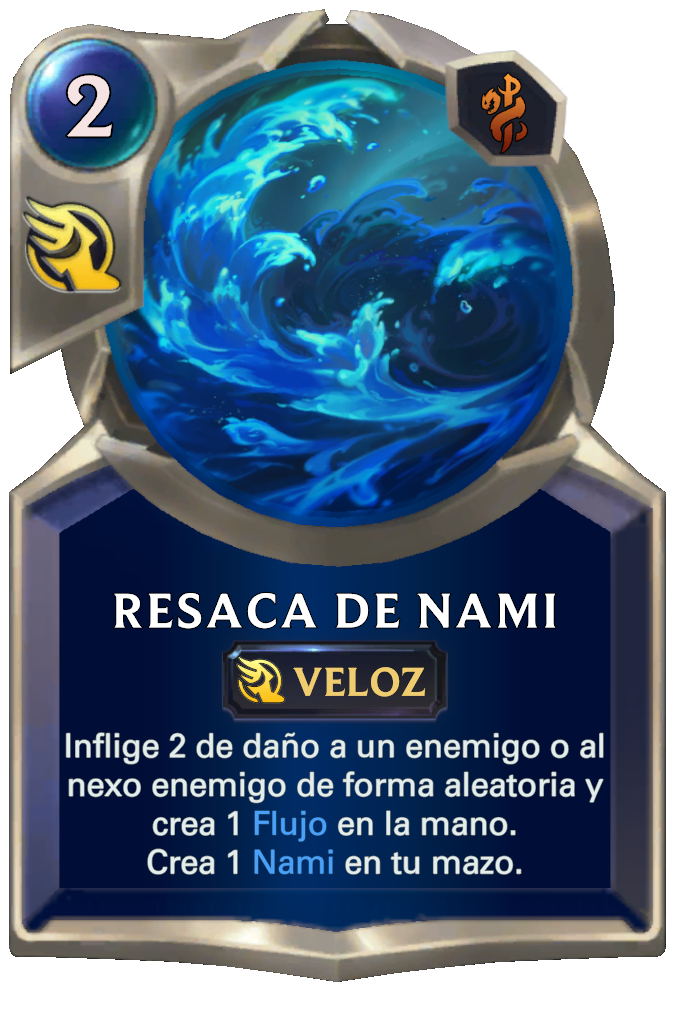 2
RESACA DE NAMI
VELOZ
Inflige 2 de daño a un enemigo o al
nexo enemigo de forma aleatoria y
crea 1 Flujo en la mano.
Crea 1 Nami en tu mazo.